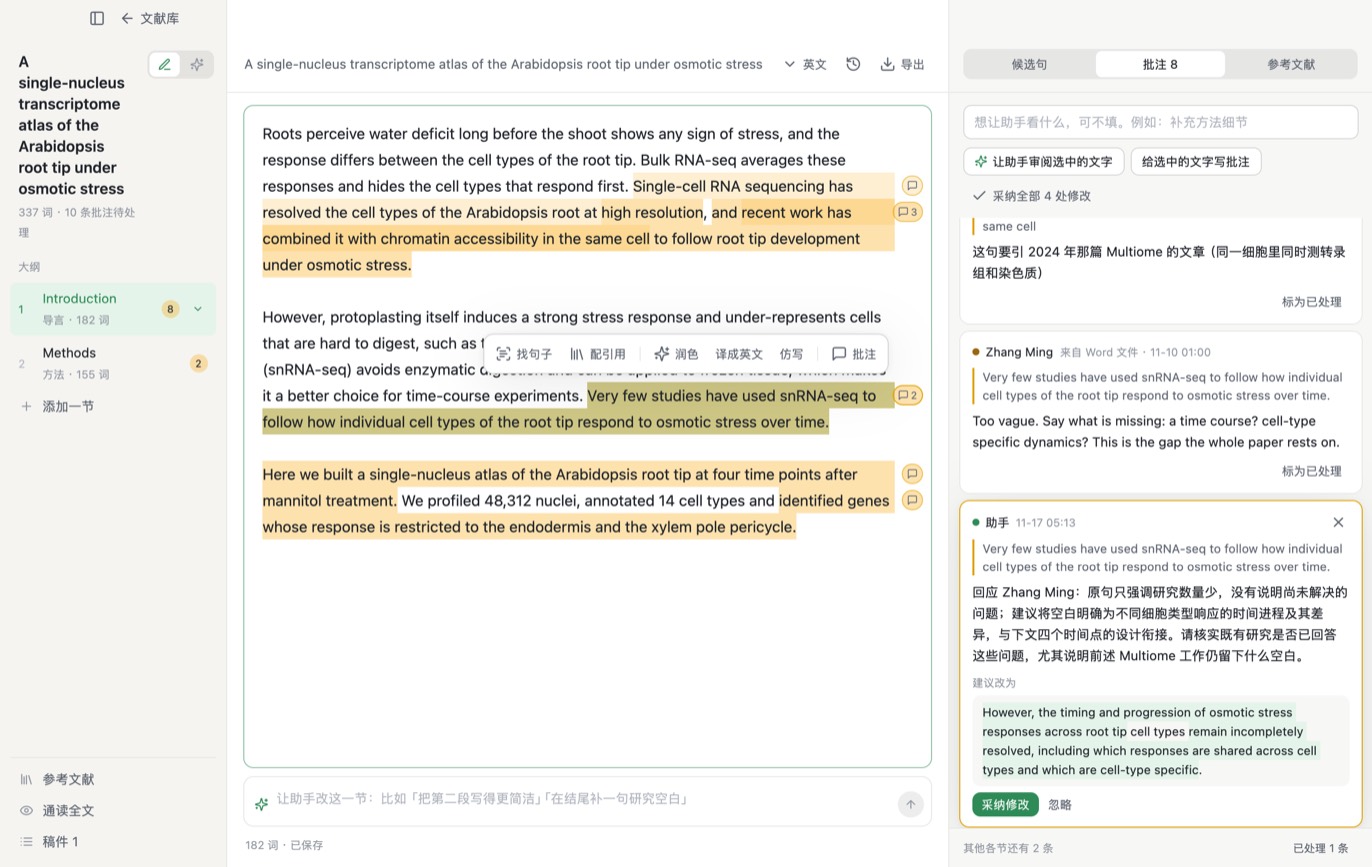 文献库
A
single-nucleus
transcriptome
atlas of the
Arabidopsis
root tip under
osmotic stress
337 词 · 10 条批注待处
理
大纲
1 Introduction 8
导言 · 182 词
2 Methods 2
方法 · 155 词
添加一节
参考文献
通读全文
稿件 1
A single-nucleus transcriptome atlas of the Arabidopsis root tip under osmotic stress
英文
导出
Roots perceive water deficit long before the shoot shows any sign of stress, and the
response differs between the cell types of the root tip. Bulk RNA-seq averages these
responses and hides the cell types that respond first. Single-cell RNA sequencing has
resolved the cell types of the Arabidopsis root at high resolution, and recent work has 3
combined it with chromatin accessibility in the same cell to follow root tip development
under osmotic stress.
However, protoplasting itself induces a strong stress response and under-represents cells
that are hard to digest, such as
找句子 配引用 润色 译成英文 仿写 批注
(snRNA-seq) avoids enzymatic
it a better choice for time-course experiments. Very few studies have used snRNA-seq to 2
follow how individual cell types of the root tip respond to osmotic stress over time.
Here we built a single-nucleus atlas of the Arabidopsis root tip at four time points after
mannitol treatment. We profiled 48,312 nuclei, annotated 14 cell types and identified genes
whose response is restricted to the endodermis and the xylem pole pericycle.
让助手改这一节：比如「把第二段写得更简洁」「在结尾补一句研究空白」
182 词 · 已保存
候选句 批注 8 参考文献
想让助手看什么，可不填。例如：补充方法细节
让助手审阅选中的文字 给选中的文字写批注
采纳全部 4 处修改
same cell
这句要引 2024 年那篇 Multiome 的文章（同一细胞里同时测转录
组和染色质）
标为已处理
Zhang Ming 来自 Word 文件 · 11-10 01:00
Very few studies have used snRNA-seq to follow how individual
cell types of the root tip respond to osmotic stress over time.
Too vague. Say what is missing: a time course? cell-type
specific dynamics? This is the gap the whole paper rests on.
标为已处理
助手 11-17 05:13
Very few studies have used snRNA-seq to follow how individual
cell types of the root tip respond to osmotic stress over time.
回应 Zhang Ming：原句只强调研究数量少，没有说明尚未解决的
问题；建议将空白明确为不同细胞类型响应的时间进程及其差
异，与下文四个时间点的设计衔接。请核实既有研究是否已回答
这些问题，尤其说明前述 Multiome 工作仍留下什么空白。
建议改为
However, the timing and progression of osmotic stress
responses across root tip cell types remain incompletely
resolved, including which responses are shared across cell
types and which are cell-type specific.
采纳修改 忽略
其他各节还有 2 条 已处理 1 条